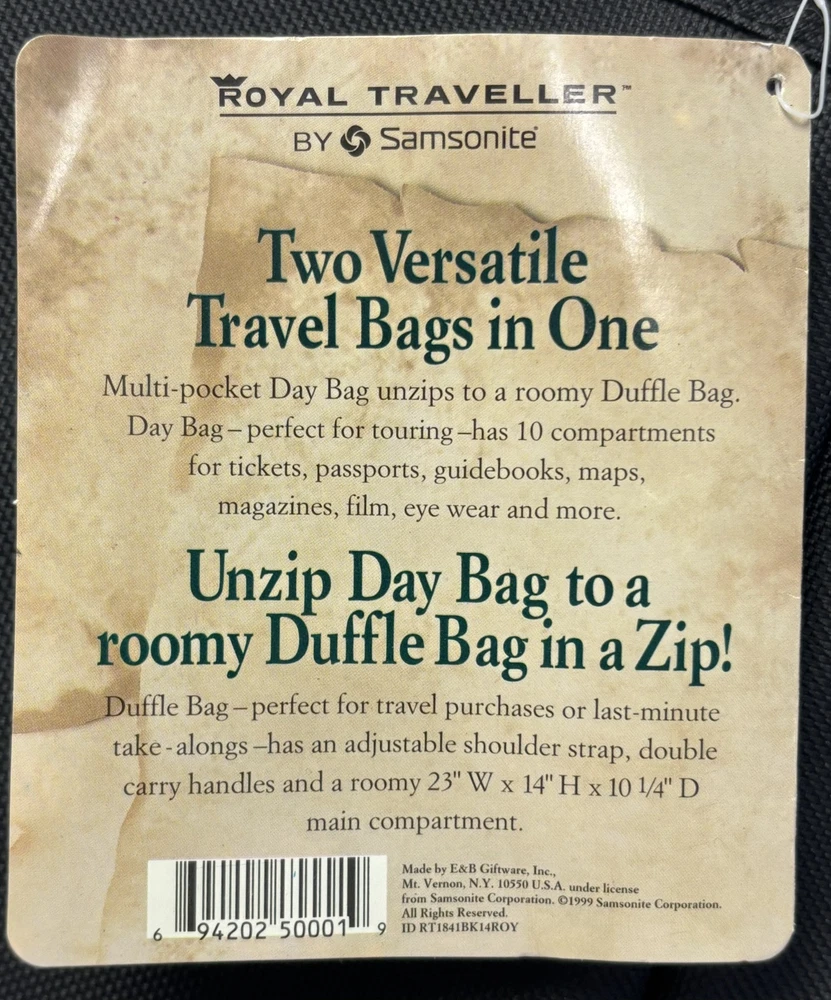 ROYAL TRAVELLER™
BY Samsonite®
Two Versatile
Travel Bags in One
Multi-pocket Day Bag unzips to a roomy Duffle Bag.
Day Bag – perfect for touring – has 10 compartments
for tickets, passports, guidebooks, maps,
magazines, film, eye wear and more.
Unzip Day Bag to a
roomy Duffle Bag in a Zip!
Duffle Bag – perfect for travel purchases or last-minute
take-alongs – has an adjustable shoulder strap, double
carry handles and a roomy 23" W x 14" H x 10 1/4" D
main compartment.
6 94202 50001 9
Made by E&B Giftware, Inc.,
Mt. Vernon, N.Y. 10550 U.S.A. under license
from Samsonite Corporation. ©1999 Samsonite Corporation.
All Rights Reserved.
ID RT1841BK14ROY